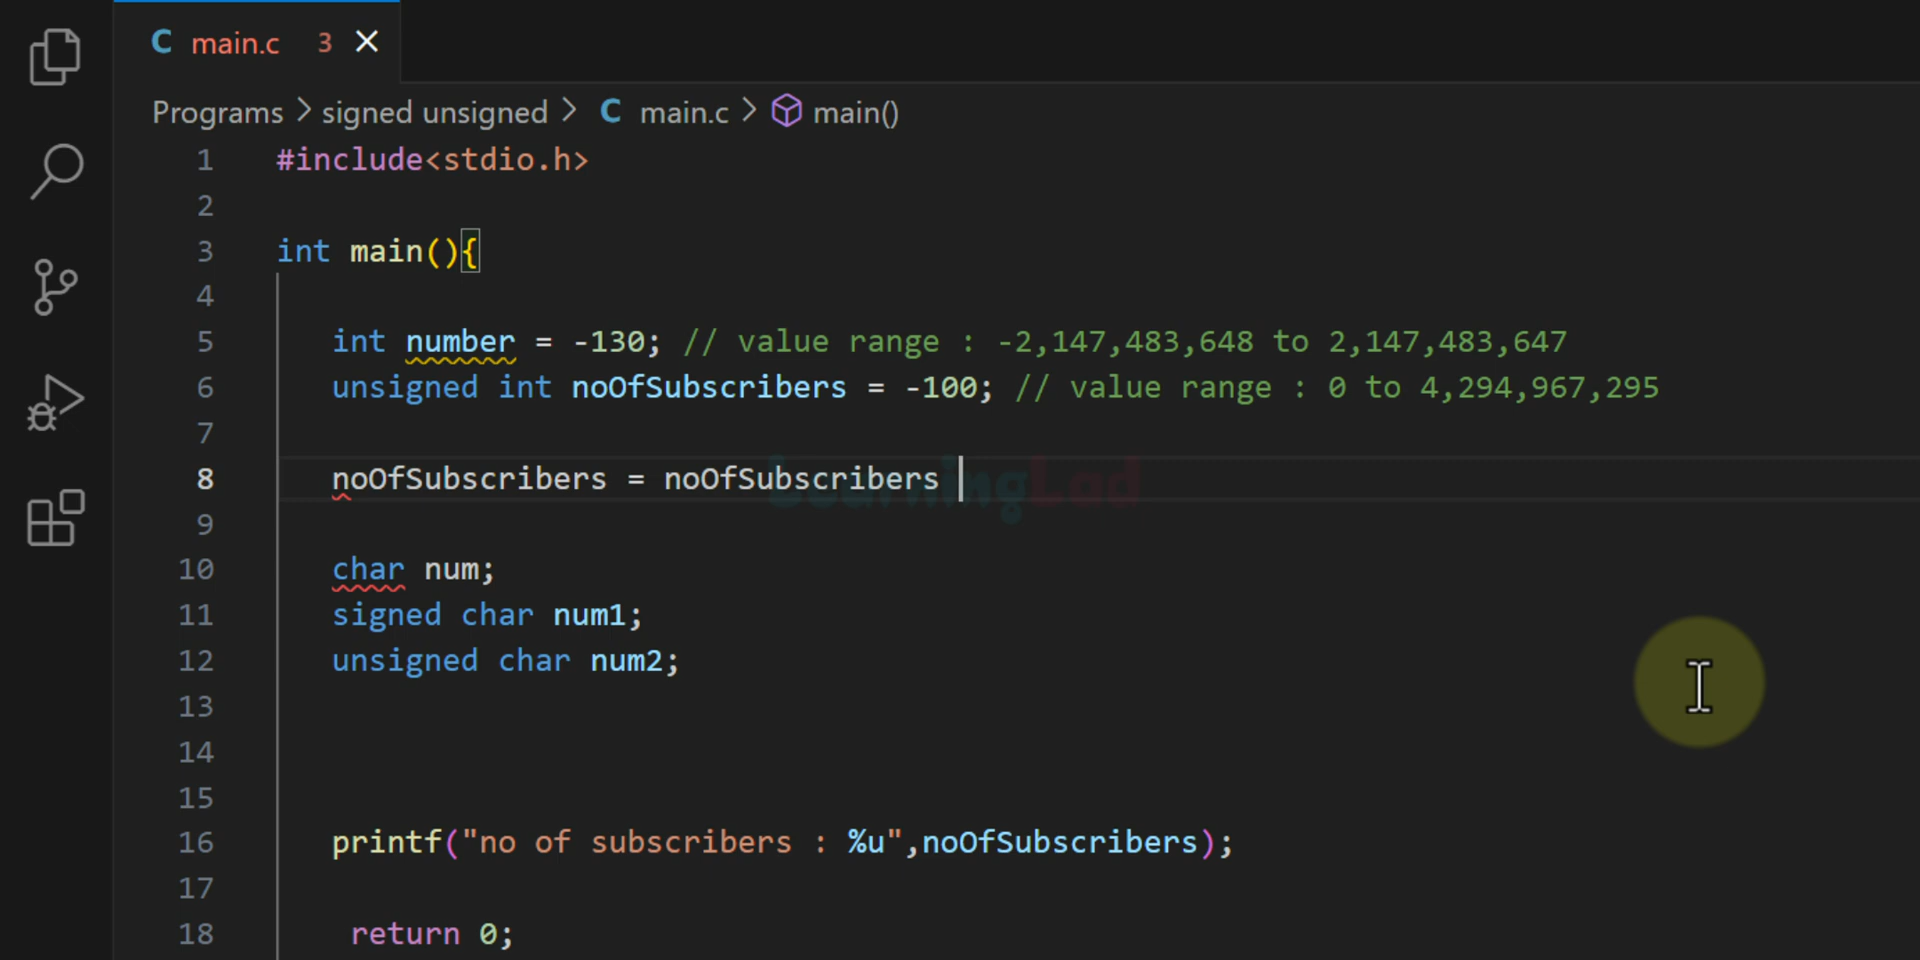 C main.c 3
Programs > signed unsigned > C main.c > main()
1 #include<stdio.h>
2
3 int main(){
4
5 int number = -130; // value range : -2,147,483,648 to 2,147,483,647
6 unsigned int noOfSubscribers = -100; // value range : 0 to 4,294,967,295
7
8 noOfSubscribers = noOfSubscribers
LearningLad
9
10 char num;
11 signed char num1;
12 unsigned char num2;
13
14
15
16 printf("no of subscribers : %u",noOfSubscribers);
17
18 return 0;